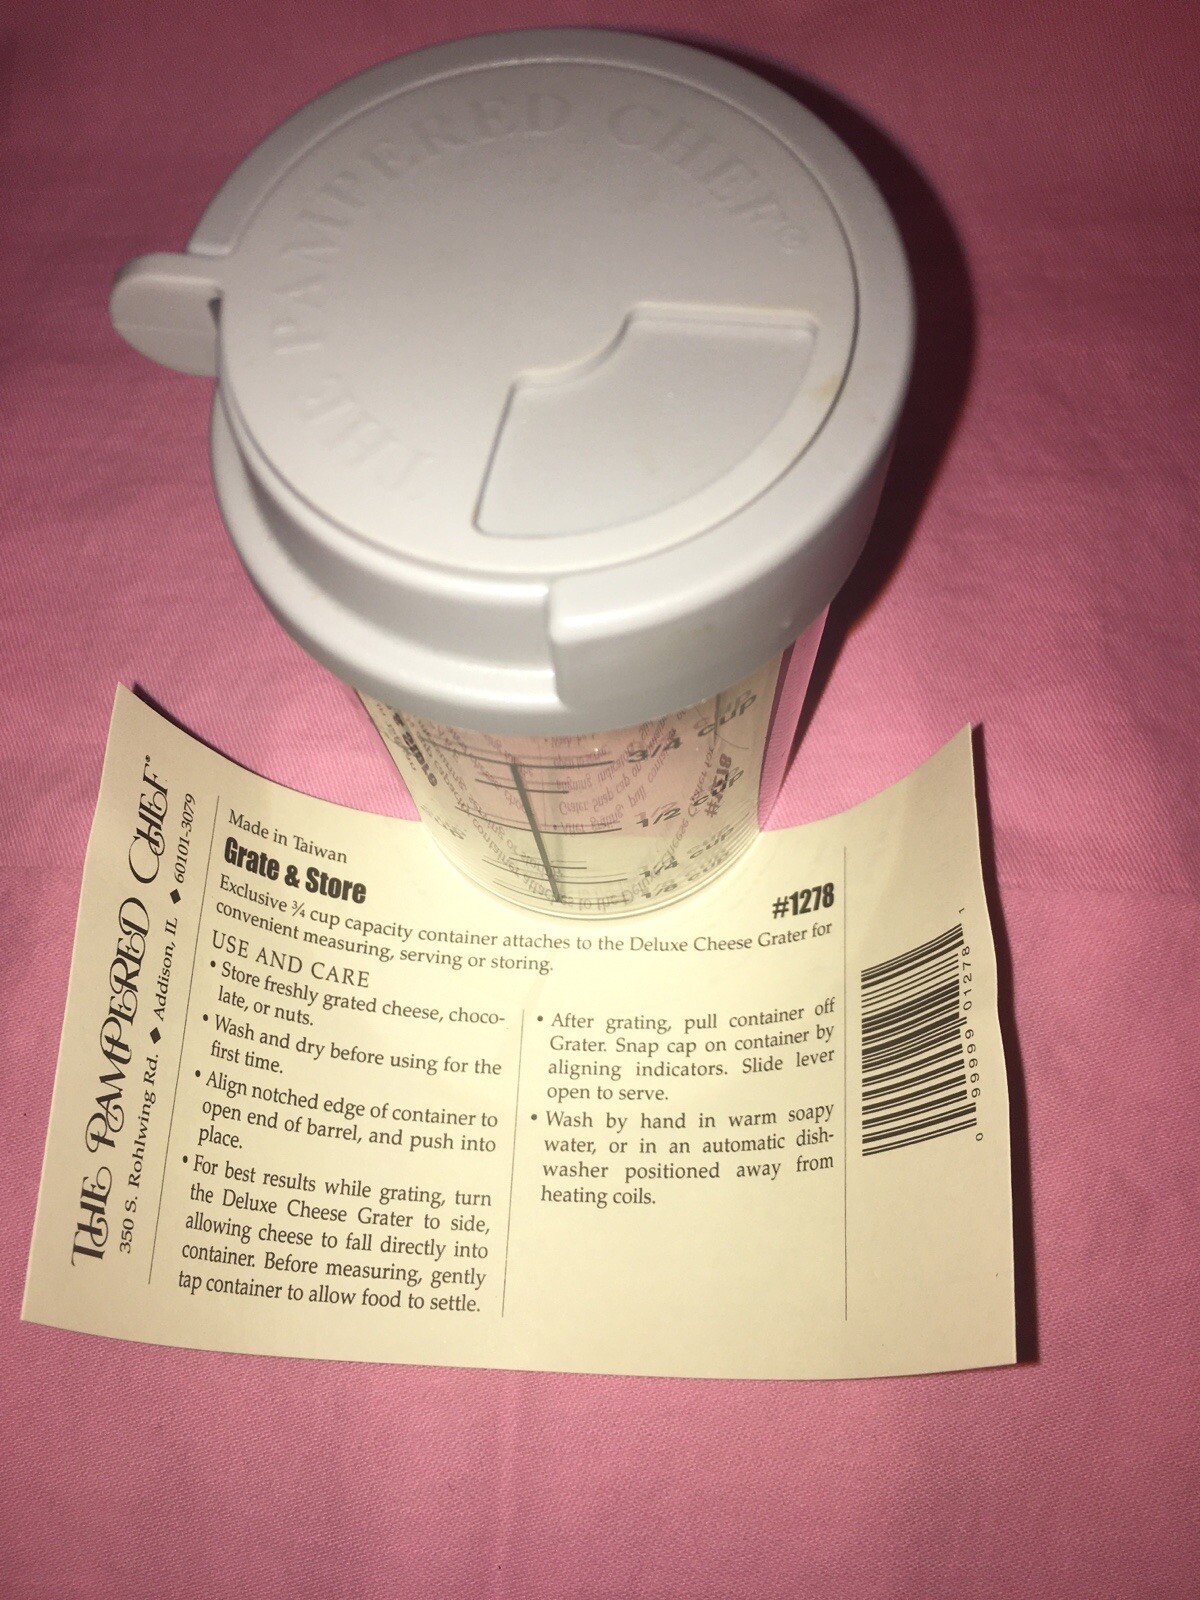 THE PAMPERED CHEF®
3/4 CUP
1/2 CUP
1/4 CUP
1/8 CUP
THE PAMPERED CHEF®
350 S. Rohlwing Rd. ◆ Addison, IL ◆ 60101-3079
Made in Taiwan
Grate & Store
#1278
Exclusive ¾ cup capacity container attaches to the Deluxe Cheese Grater for
convenient measuring, serving or storing.
USE AND CARE
• Store freshly grated cheese, choco-
late, or nuts.
• Wash and dry before using for the
first time.
• Align notched edge of container to
open end of barrel, and push into
place.
• For best results while grating, turn
the Deluxe Cheese Grater to side,
allowing cheese to fall directly into
container. Before measuring, gently
tap container to allow food to settle.
• After grating, pull container off
Grater. Snap cap on container by
aligning indicators. Slide lever
open to serve.
• Wash by hand in warm soapy
water, or in an automatic dish-
washer positioned away from
heating coils.
0 99999 01278 1